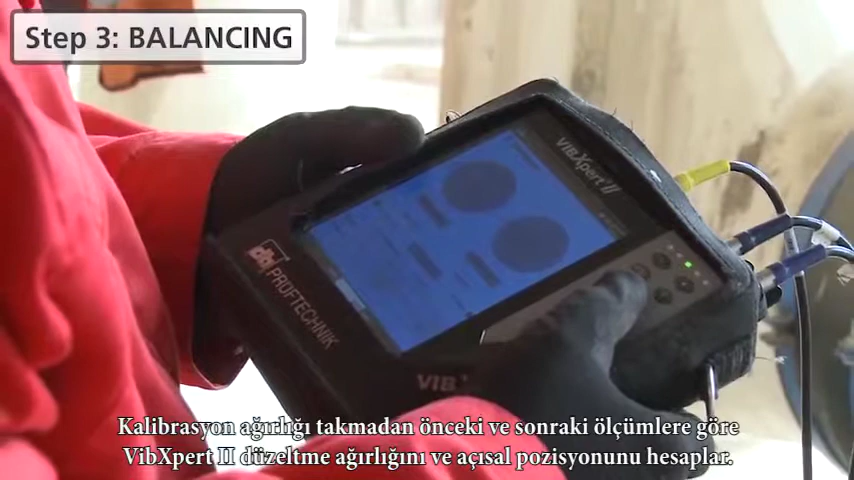 Step 3: BALANCING
VIBXpert II
PRÜFTECHNIK
VIB
Kalibrasyon ağırlığı takmadan önceki ve sonraki ölçümlere göre
VibXpert II düzeltme ağırlığını ve açısal pozisyonunu hesaplar.